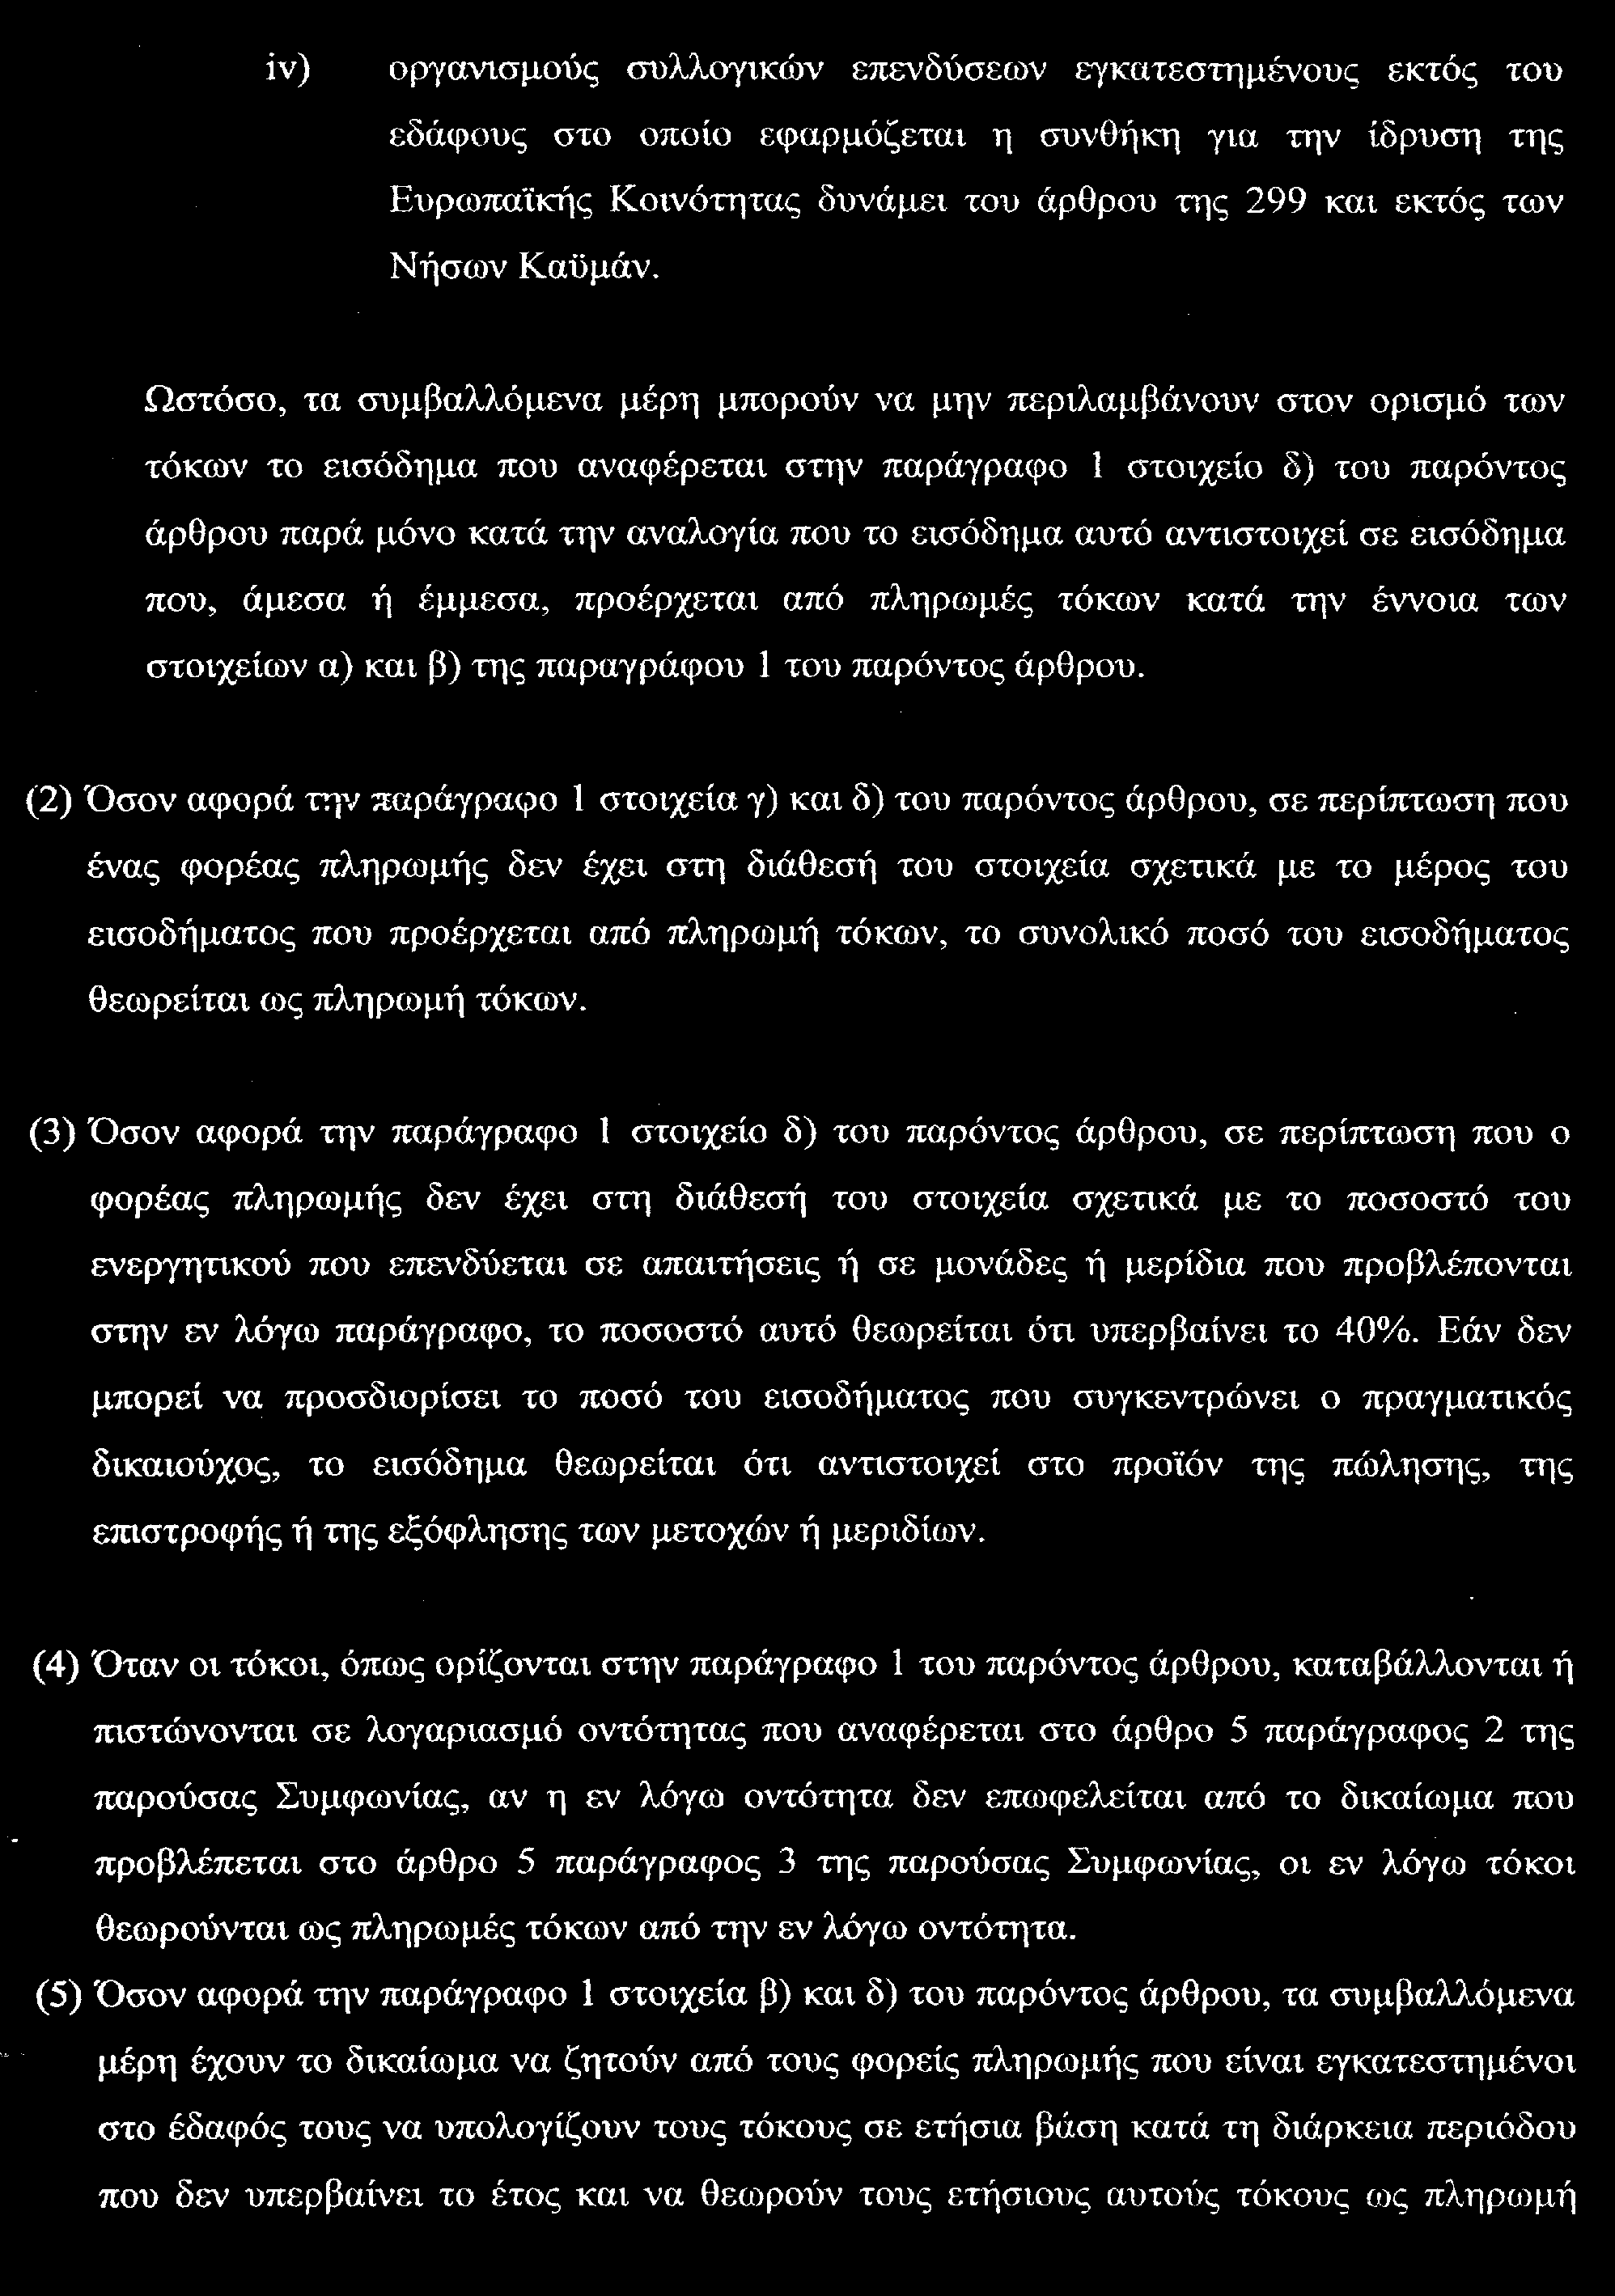 iv) οργανισμούς συλλογικών επενδύσεων εγκατεστημένους εκτός του
εδάφους στο οποίο εφαρμόζεται η συνθήκη για την ίδρυση της
Ευρωπαϊκής Κοινότητας δυνάμει του άρθρου της 299 και εκτός των
Νήσων Καϋμάν.
Ωστόσο, τα συμβαλλόμενα μέρη μπορούν να μην περιλαμβάνουν στον ορισμό των
τόκων το εισόδημα που αναφέρεται στην παράγραφο 1 στοιχείο δ) του παρόντος
άρθρου παρά μόνο κατά την αναλογία που το εισόδημα αυτό αντιστοιχεί σε εισόδημα
που, άμεσα ή έμμεσα, προέρχεται από πληρωμές τόκων κατά την έννοια των
στοιχείων α) και β) της παραγράφου 1 του παρόντος άρθρου.
(2) Όσον αφορά την παράγραφο 1 στοιχεία γ) και δ) του παρόντος άρθρου, σε περίπτωση που
ένας φορέας πληρωμής δεν έχει στη διάθεσή του στοιχεία σχετικά με το μέρος του
εισοδήματος που προέρχεται από πληρωμή τόκων, το συνολικό ποσό του εισοδήματος
θεωρείται ως πληρωμή τόκων.
(3) Όσον αφορά την παράγραφο 1 στοιχείο δ) του παρόντος άρθρου, σε περίπτωση που ο
φορέας πληρωμής δεν έχει στη διάθεσή του στοιχεία σχετικά με το ποσοστό του
ενεργητικού που επενδύεται σε απαιτήσεις ή σε μονάδες ή μερίδια που προβλέπονται
στην εν λόγω παράγραφο, το ποσοστό αυτό θεωρείται ότι υπερβαίνει το 40%. Εάν δεν
μπορεί να προσδιορίσει το ποσό του εισοδήματος που συγκεντρώνει ο πραγματικός
δικαιούχος, το εισόδημα θεωρείται ότι αντιστοιχεί στο προϊόν της πώλησης, της
επιστροφής ή της εξόφλησης των μετοχών ή μεριδίων.
(4) Όταν οι τόκοι, όπως ορίζονται στην παράγραφο 1 του παρόντος άρθρου, καταβάλλονται ή
πιστώνονται σε λογαριασμό οντότητας που αναφέρεται στο άρθρο 5 παράγραφος 2 της
παρούσας Συμφωνίας, αν η εν λόγω οντότητα δεν επωφελείται από το δικαίωμα που
προβλέπεται στο άρθρο 5 παράγραφος 3 της παρούσας Συμφωνίας, οι εν λόγω τόκοι
θεωρούνται ως πληρωμές τόκων από την εν λόγω οντότητα.
(5) Όσον αφορά την παράγραφο 1 στοιχεία β) και δ) του παρόντος άρθρου, τα συμβαλλόμενα
μέρη έχουν το δικαίωμα να ζητούν από τους φορείς πληρωμής που είναι εγκατεστημένοι
στο έδαφός τους να υπολογίζουν τους τόκους σε ετήσια βάση κατά τη διάρκεια περιόδου
που δεν υπερβαίνει το έτος και να θεωρούν τους ετήσιους αυτούς τόκους ως πληρωμή